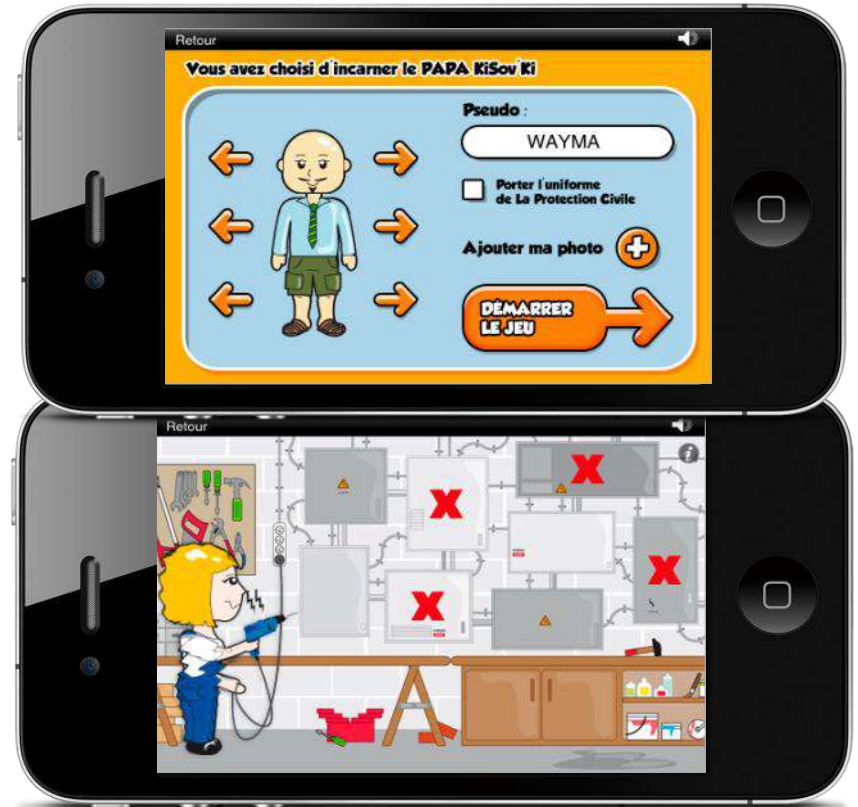 Retour
Vous avez choisi d'incarner le PAPA KiSov'Ki
Pseudo :
WAYMA
Porter l'uniforme
de La Protection Civile
Ajouter ma photo
DÉMARRER
LE JEU
Retour
X
X
X
X
i